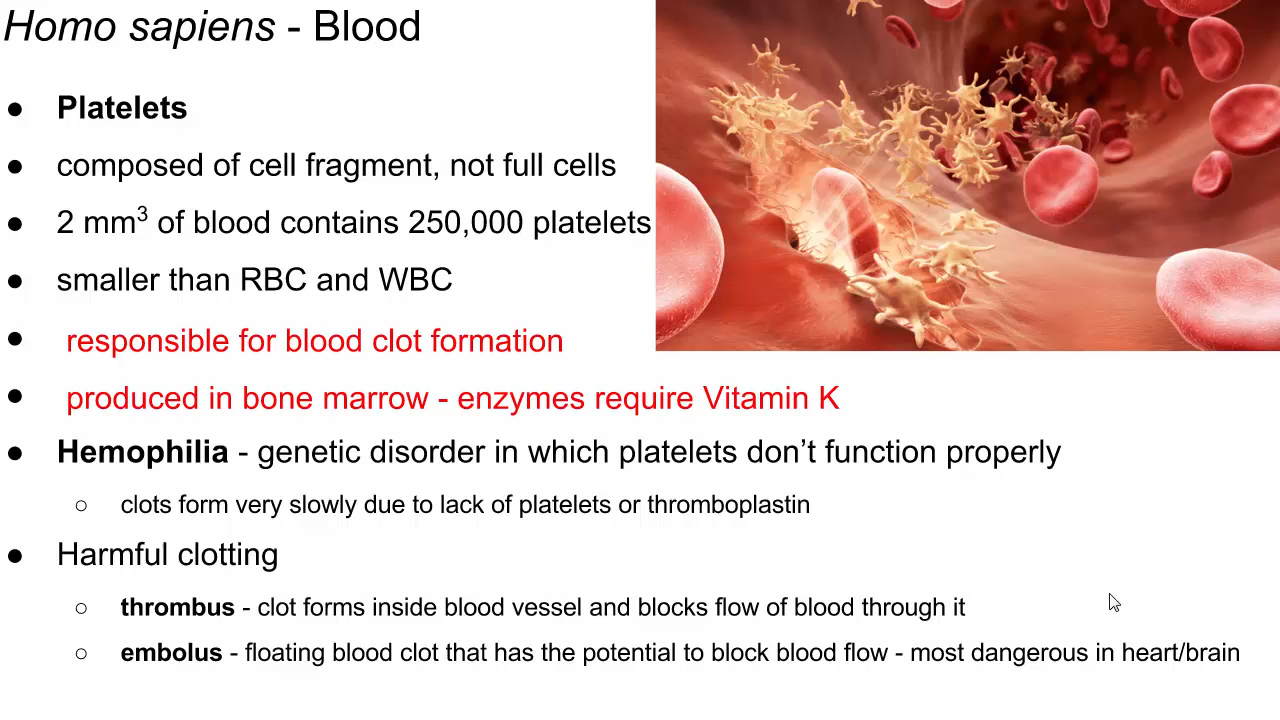 Homo sapiens - Blood
● Platelets
● composed of cell fragment, not full cells
● 2 mm³ of blood contains 250,000 platelets
● smaller than RBC and WBC
● responsible for blood clot formation
● produced in bone marrow - enzymes require Vitamin K
● Hemophilia - genetic disorder in which platelets don’t function properly
○ clots form very slowly due to lack of platelets or thromboplastin
● Harmful clotting
○ thrombus - clot forms inside blood vessel and blocks flow of blood through it
○ embolus - floating blood clot that has the potential to block blood flow - most dangerous in heart/brain